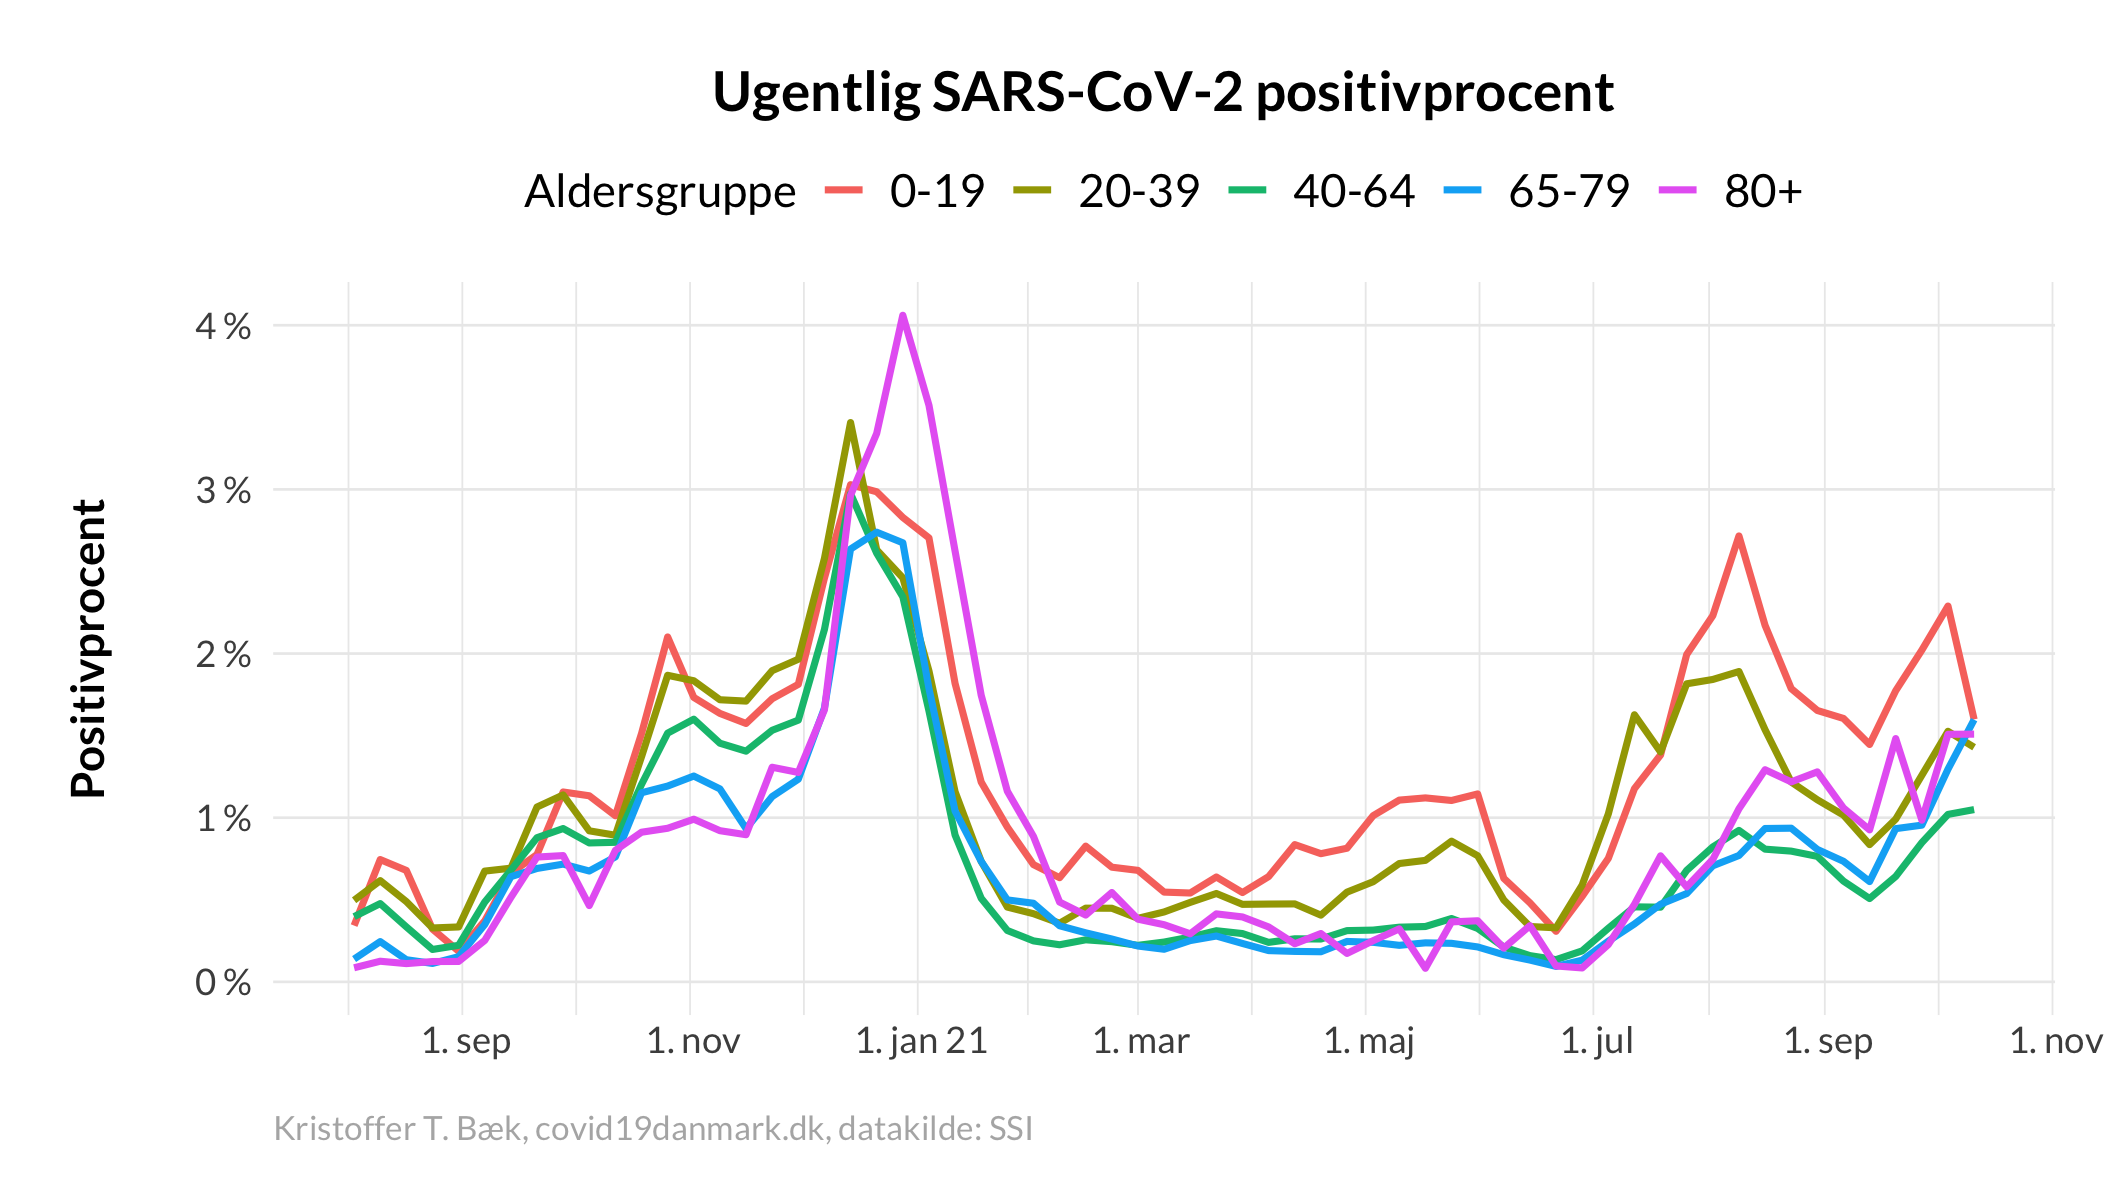 Ugentlig SARS-CoV-2 positivprocent
Aldersgruppe 0-19 20-39 40-64 65-79 80+
Positivprocent
4 %
3 %
2 %
1 %
0 %
1. sep 1. nov 1. jan 21 1. mar 1. maj 1. jul 1. sep 1. nov
Kristoffer T. Bæk, covid19danmark.dk, datakilde: SSI